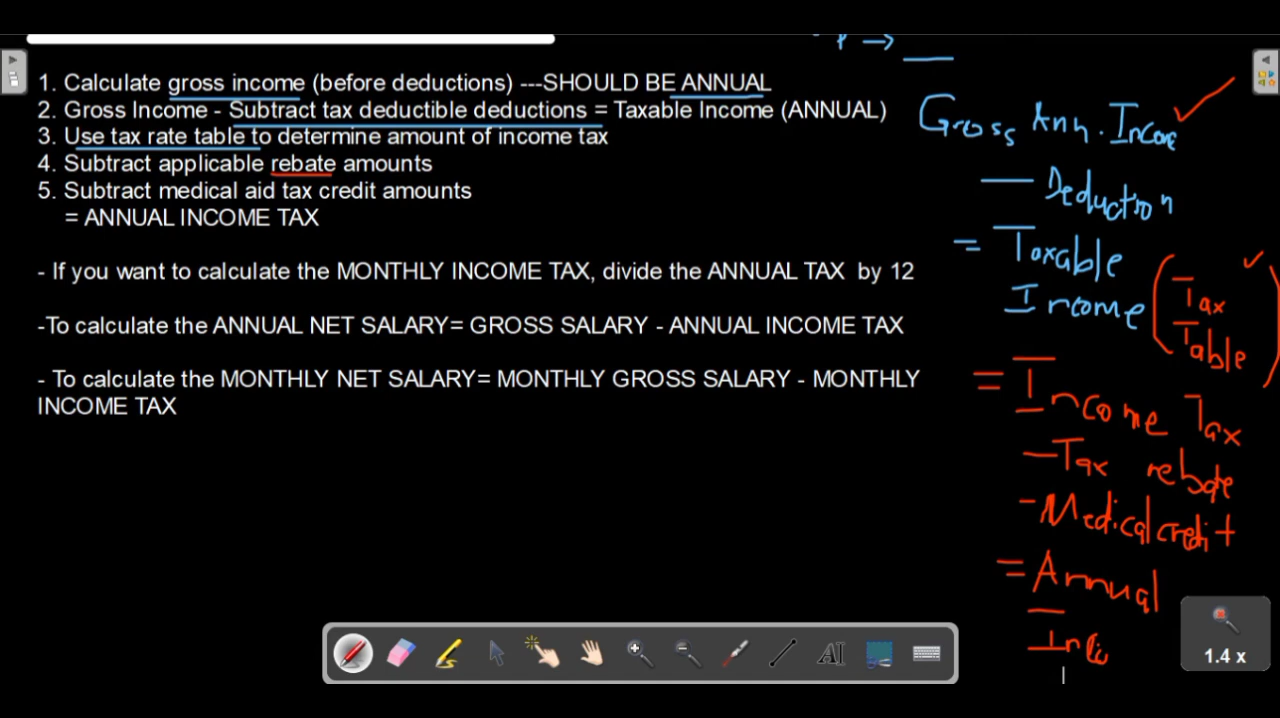 1. Calculate gross income (before deductions) ---SHOULD BE ANNUAL
2. Gross Income - Subtract tax deductible deductions = Taxable Income (ANNUAL)
3. Use tax rate table to determine amount of income tax
4. Subtract applicable rebate amounts
5. Subtract medical aid tax credit amounts
= ANNUAL INCOME TAX
- If you want to calculate the MONTHLY INCOME TAX, divide the ANNUAL TAX by 12
-To calculate the ANNUAL NET SALARY= GROSS SALARY - ANNUAL INCOME TAX
- To calculate the MONTHLY NET SALARY= MONTHLY GROSS SALARY - MONTHLY
INCOME TAX
Gross Ann. Income
— Deduction
= Taxable
Income
(Tax
Table)
= Income Tax
— Tax rebate
- Medical credit
= Annual
AI
1.4 x